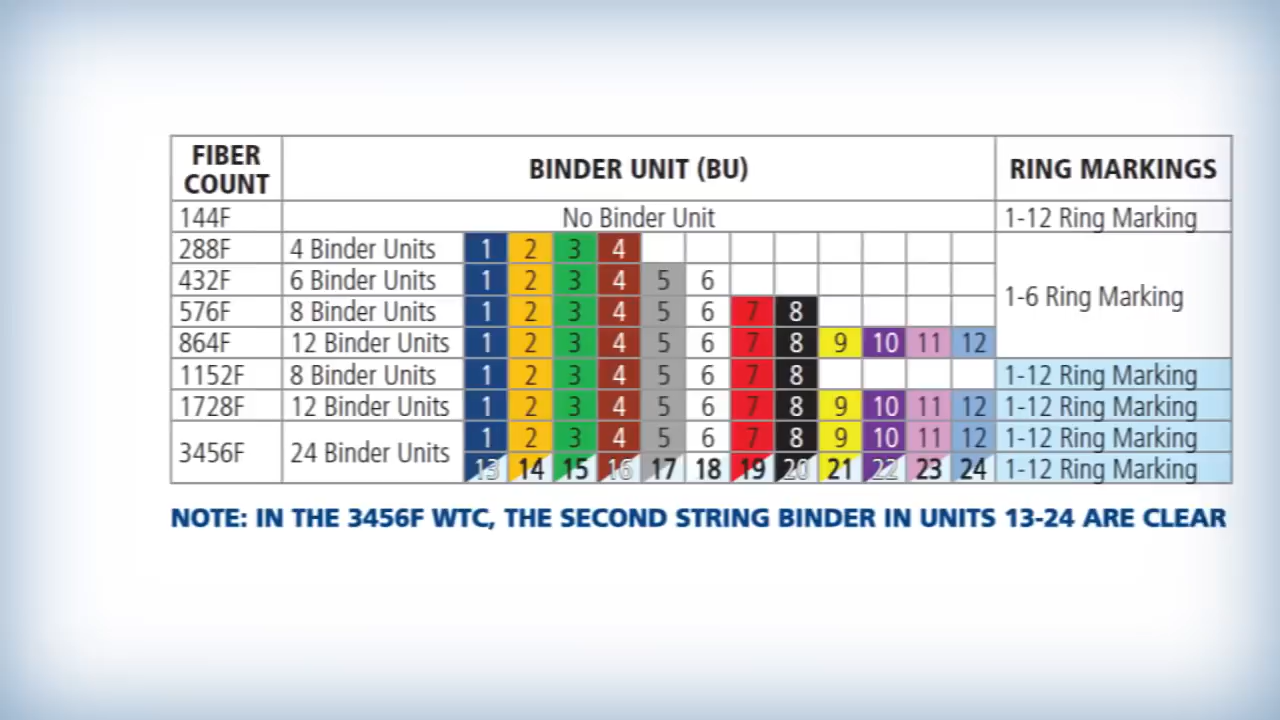 FIBER COUNT BINDER UNIT (BU) RING MARKINGS
144F No Binder Unit 1-12 Ring Marking
288F 4 Binder Units 1 2 3 4
432F 6 Binder Units 1 2 3 4 5 6
1-6 Ring Marking
576F 8 Binder Units 1 2 3 4 5 6 7 8
864F 12 Binder Units 1 2 3 4 5 6 7 8 9 10 11 12
1152F 8 Binder Units 1 2 3 4 5 6 7 8 1-12 Ring Marking
1728F 12 Binder Units 1 2 3 4 5 6 7 8 9 10 11 12 1-12 Ring Marking
3456F 24 Binder Units 1 2 3 4 5 6 7 8 9 10 11 12 1-12 Ring Marking
13 14 15 16 17 18 19 20 21 22 23 24 1-12 Ring Marking
NOTE: IN THE 3456F WTC, THE SECOND STRING BINDER IN UNITS 13-24 ARE CLEAR